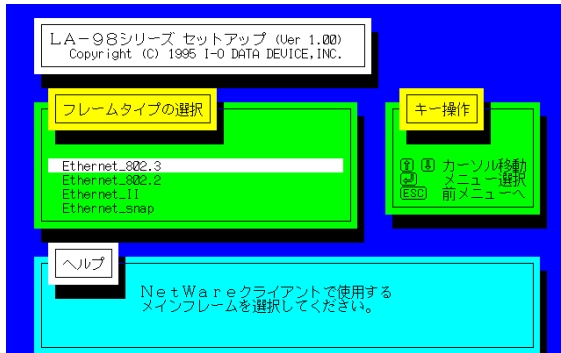 LA-98シリーズ セットアップ (Ver 1.00)
Copyright (C) 1995 I-O DATA DEVICE,INC.
フレームタイプの選択
Ethernet_802.3
Ethernet_802.2
Ethernet_II
Ethernet_snap
キー操作
⇧ ⇩ カーソル移動
↵ メニュー選択
ESC 前メニューへ
ヘルプ
NetWareクライアントで使用する
メインフレームを選択してください。